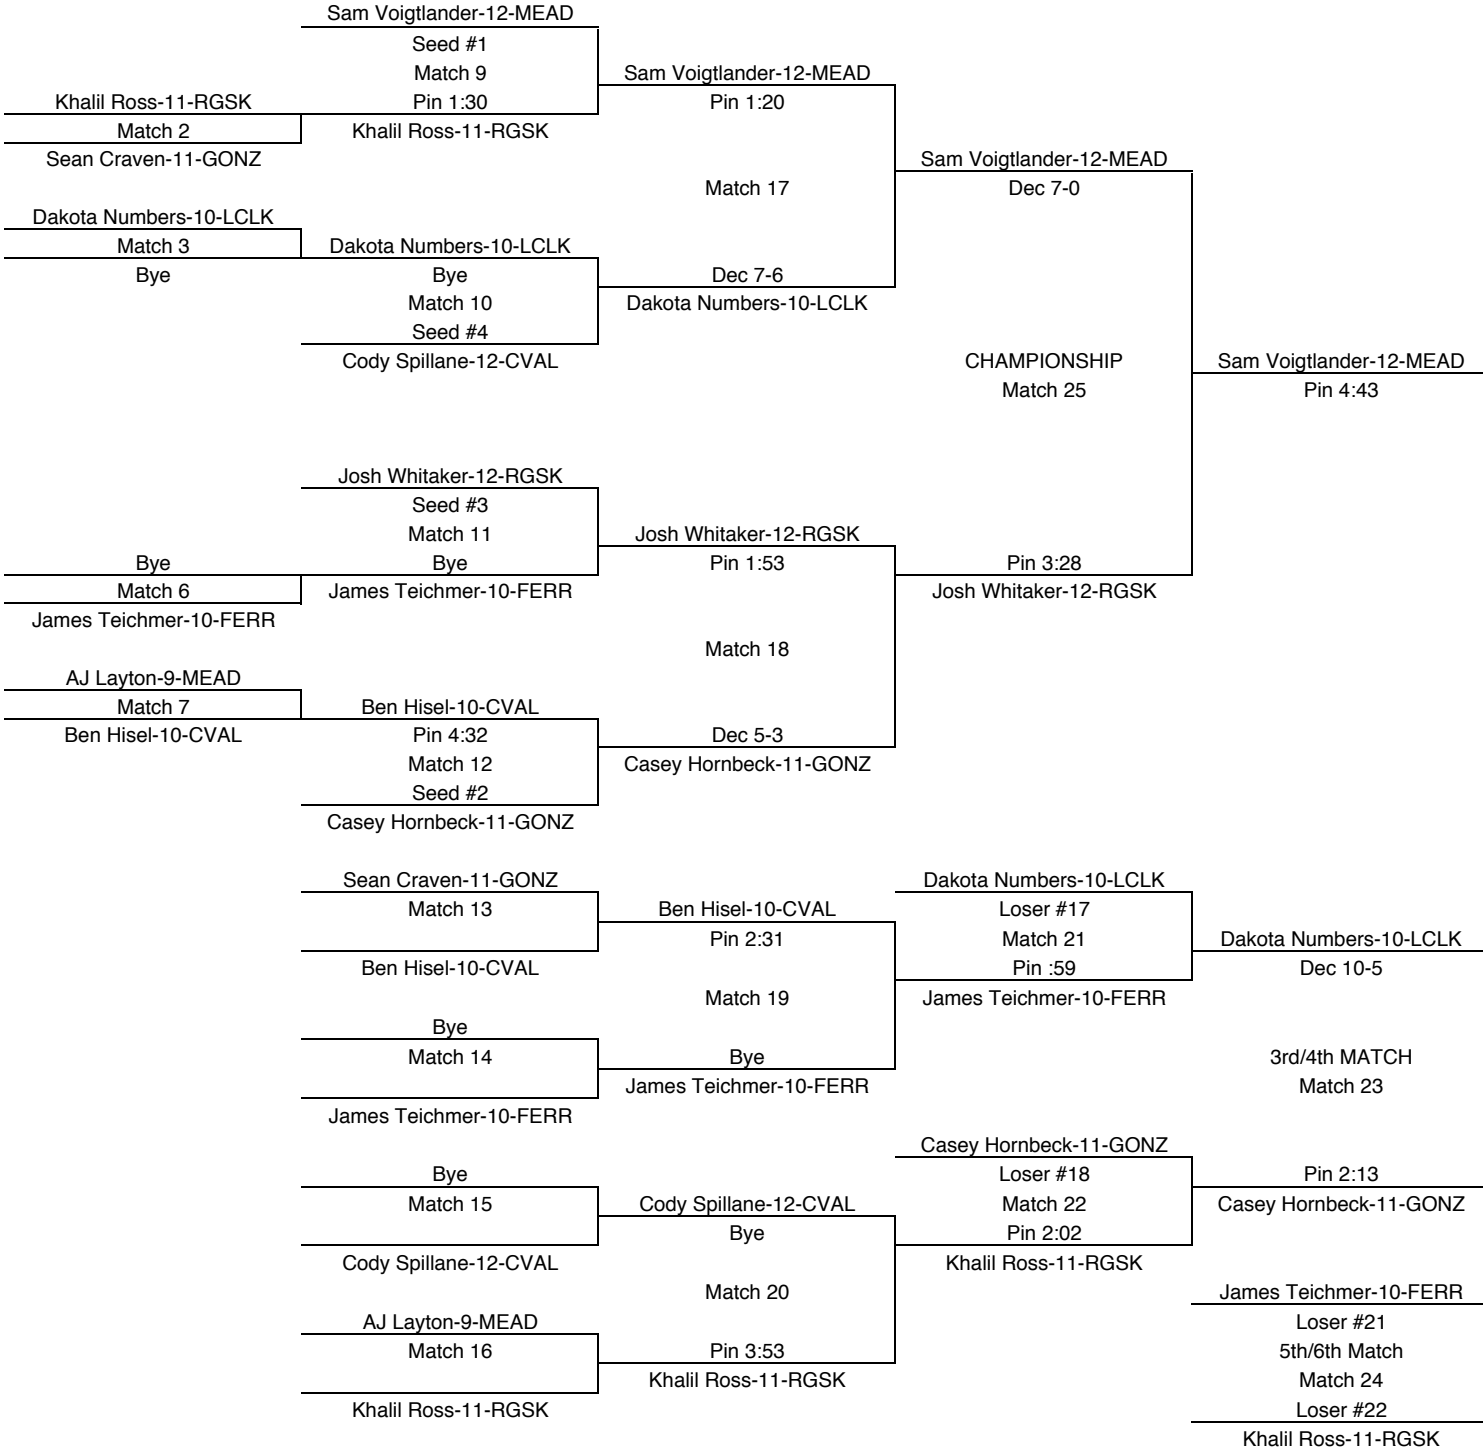 Sam Voigtlander-12-MEAD
Seed #1
Match 9
Sam Voigtlander-12-MEAD
Khalil Ross-11-RGSK
Pin 1:30
Pin 1:20
Match 2
Khalil Ross-11-RGSK
Sean Craven-11-GONZ
Sam Voigtlander-12-MEAD
Match 17
Dec 7-0
Dakota Numbers-10-LCLK
Match 3
Dakota Numbers-10-LCLK
Bye
Bye
Dec 7-6
Match 10
Dakota Numbers-10-LCLK
Seed #4
Cody Spillane-12-CVAL
CHAMPIONSHIP
Sam Voigtlander-12-MEAD
Match 25
Pin 4:43
Josh Whitaker-12-RGSK
Seed #3
Match 11
Josh Whitaker-12-RGSK
Bye
Bye
Pin 1:53
Pin 3:28
Match 6
James Teichmer-10-FERR
Josh Whitaker-12-RGSK
James Teichmer-10-FERR
Match 18
AJ Layton-9-MEAD
Match 7
Ben Hisel-10-CVAL
Ben Hisel-10-CVAL
Pin 4:32
Dec 5-3
Match 12
Casey Hornbeck-11-GONZ
Seed #2
Casey Hornbeck-11-GONZ
Sean Craven-11-GONZ
Dakota Numbers-10-LCLK
Match 13
Ben Hisel-10-CVAL
Loser #17
Pin 2:31
Match 21
Dakota Numbers-10-LCLK
Ben Hisel-10-CVAL
Pin :59
Dec 10-5
Match 19
James Teichmer-10-FERR
Bye
Match 14
Bye
3rd/4th MATCH
James Teichmer-10-FERR
Match 23
James Teichmer-10-FERR
Casey Hornbeck-11-GONZ
Bye
Loser #18
Pin 2:13
Match 15
Cody Spillane-12-CVAL
Match 22
Casey Hornbeck-11-GONZ
Bye
Pin 2:02
Cody Spillane-12-CVAL
Khalil Ross-11-RGSK
Match 20
James Teichmer-10-FERR
AJ Layton-9-MEAD
Loser #21
Match 16
Pin 3:53
5th/6th Match
Khalil Ross-11-RGSK
Match 24
Khalil Ross-11-RGSK
Loser #22
Khalil Ross-11-RGSK